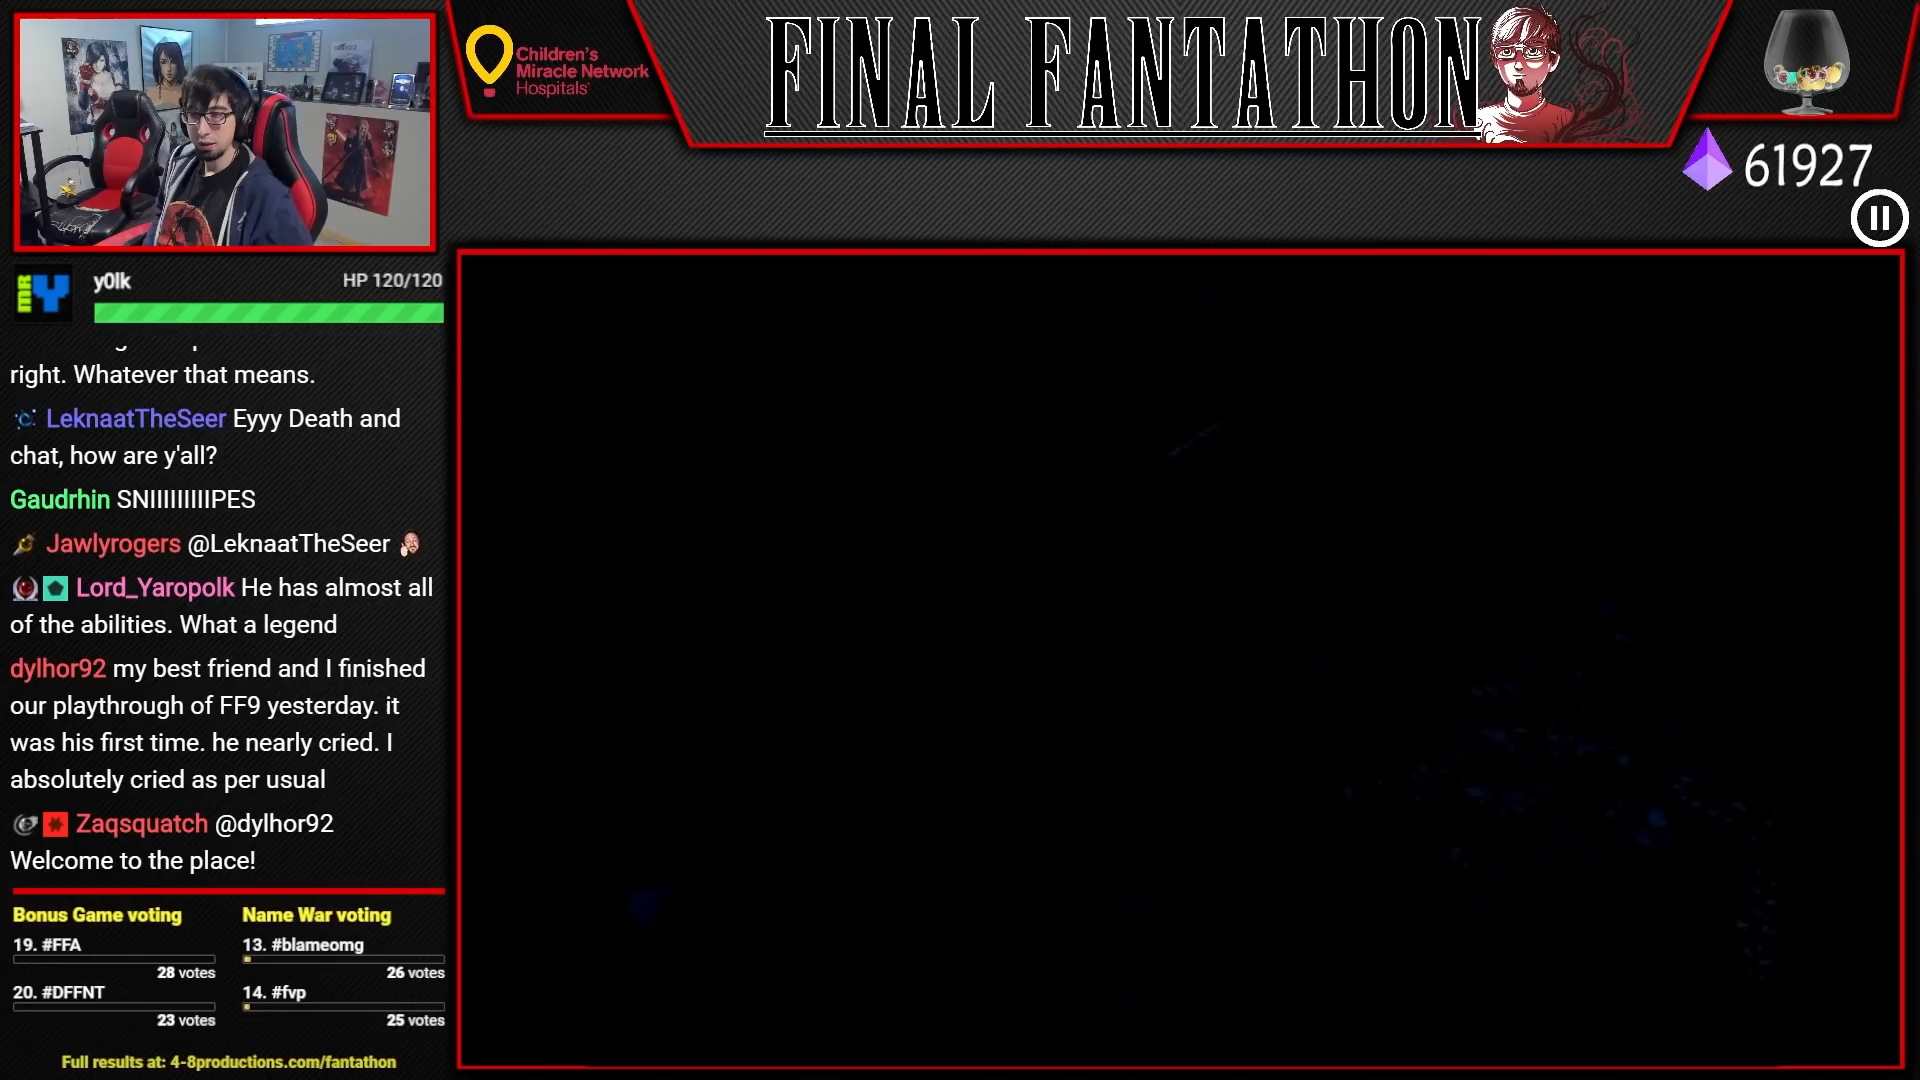 Children's
Miracle Network
Hospitals
FINAL FANTATHON
61927
MR Y
y0lk
HP 120/120
right. Whatever that means.
LeknaatTheSeer Eyyy Death and
chat, how are y'all?
Gaudrhin SNIIIIIIIIIPES
Jawlyrogers @LeknaatTheSeer
Lord_Yaropolk He has almost all
of the abilities. What a legend
dylhor92 my best friend and I finished
our playthrough of FF9 yesterday. it
was his first time. he nearly cried. I
absolutely cried as per usual
Zaqsquatch @dylhor92
Welcome to the place!
Bonus Game voting
19. #FFA
28 votes
20. #DFFNT
23 votes
Name War voting
13. #blameomg
26 votes
14. #fvp
25 votes
Full results at: 4-8productions.com/fantathon